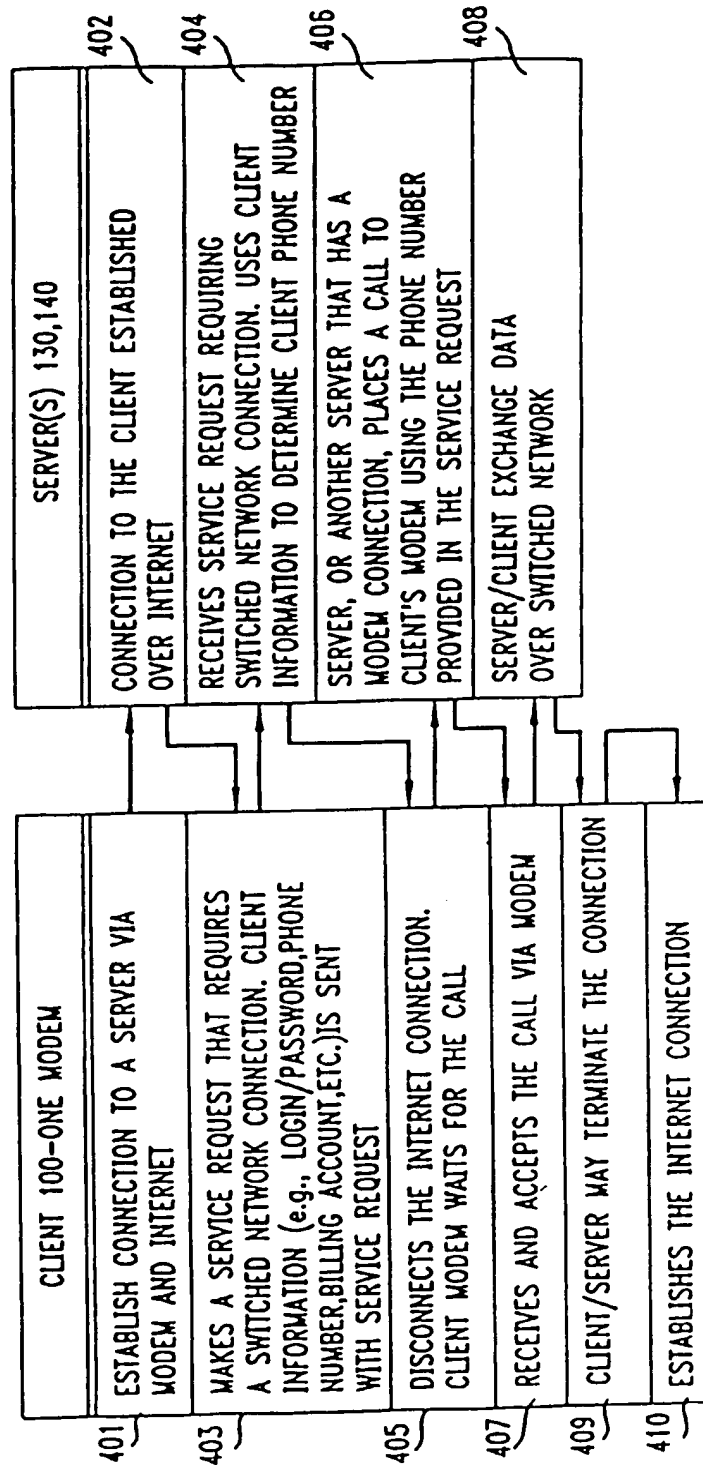 CLIENT 100-ONE MODEM
401
ESTABLISH CONNECTION TO A SERVER VIA
MODEM AND INTERNET
403
MAKES A SERVICE REQUEST THAT REQUIRES
A SWITCHED NETWORK CONNECTION. CLIENT
INFORMATION (e.g., LOGIN/PASSWORD,PHONE
NUMBER,BILLING ACCOUNT,ETC.)IS SENT
WITH SERVICE REQUEST
405
DISCONNECTS THE INTERNET CONNECTION.
CLIENT MODEM WAITS FOR THE CALL
407
RECEIVES AND ACCEPTS THE CALL VIA MODEM
409
CLIENT/SERVER MAY TERMINATE THE CONNECTION
410
ESTABLISHES THE INTERNET CONNECTION
SERVER(S) 130,140
CONNECTION TO THE CLIENT ESTABLISHED
OVER INTERNET
402
RECEIVES SERVICE REQUEST REQUIRING
SWITCHED NETWORK CONNECTION. USES CLIENT
INFORMATION TO DETERMINE CLIENT PHONE NUMBER
404
SERVER, OR ANOTHER SERVER THAT HAS A
MODEM CONNECTION, PLACES A CALL TO
CLIENT'S MODEM USING THE PHONE NUMBER
PROVIDED IN THE SERVICE REQUEST
406
SERVER/CLIENT EXCHANGE DATA
OVER SWITCHED NETWORK
408